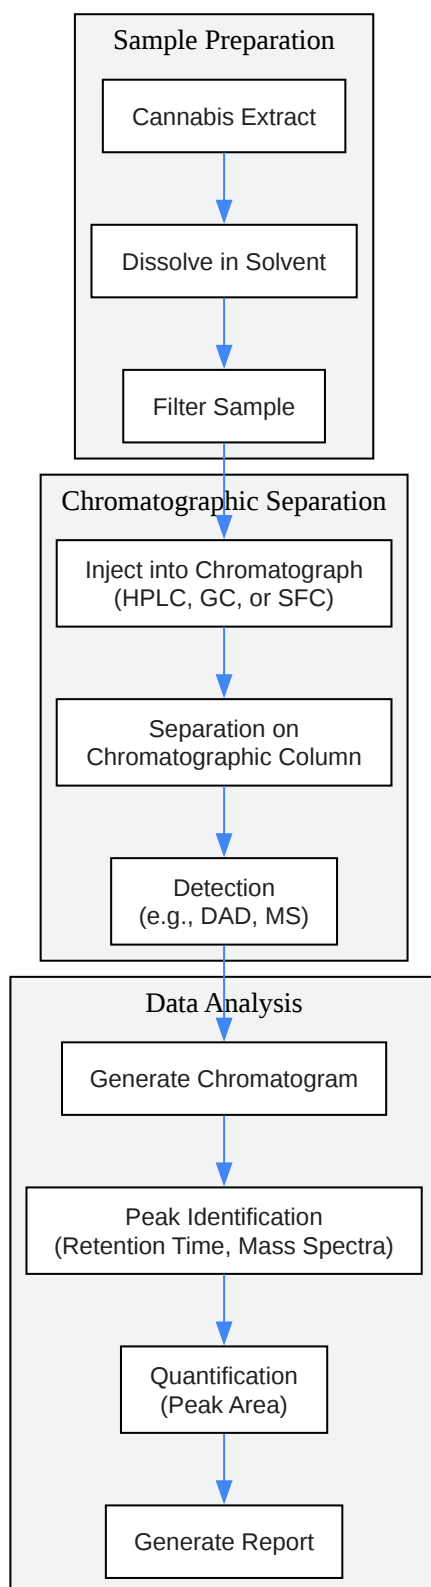 Sample Preparation
Cannabis Extract
Dissolve in Solvent
Filter Sample
Chromatographic Separation
Inject into Chromatograph
(HPLC, GC, or SFC)
Separation on
Chromatographic Column
Detection
(e.g., DAD, MS)
Data Analysis
Generate Chromatogram
Peak Identification
(Retention Time, Mass Spectra)
Quantification
(Peak Area)
Generate Report